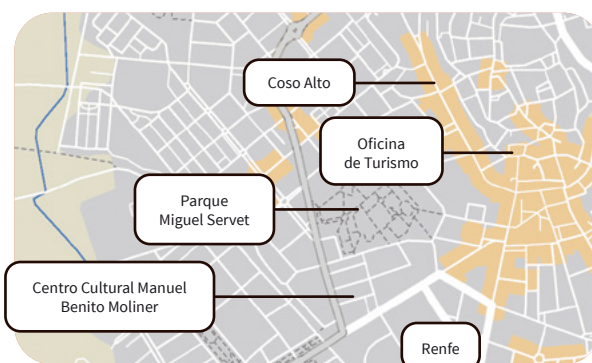 Coso Alto
Oficina
de Turismo
Parque
Miguel Servet
Centro Cultural Manuel
Benito Moliner
Renfe